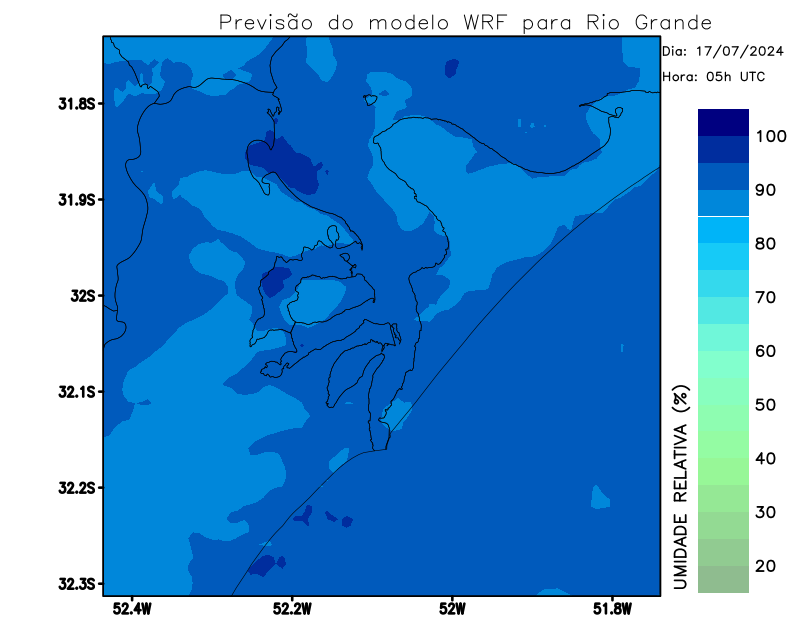 Previsão do modelo WRF para Rio Grande
Dia: 17/07/2024
Hora: 05h UTC
31.8S
31.9S
32S
32.1S
32.2S
32.3S
52.4W
52.2W
52W
51.8W
100
90
80
70
60
50
40
30
20
UMIDADE RELATIVA (%)